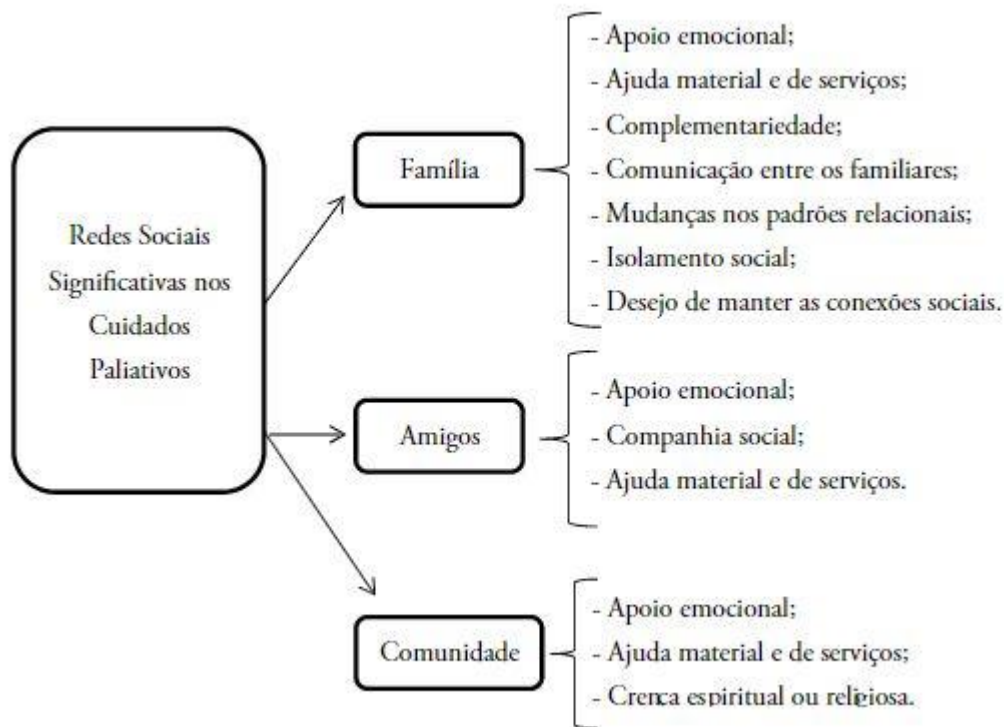 Redes Sociais
Significativas nos
Cuidados
Paliativos
Família
- Apoio emocional;
- Ajuda material e de serviços;
- Complementariedade;
- Comunicação entre os familiares;
- Mudanças nos padrões relacionais;
- Isolamento social;
- Desejo de manter as conexões sociais.
Amigos
- Apoio emocional;
- Companhia social;
- Ajuda material e de serviços.
Comunidade
- Apoio emocional;
- Ajuda material e de serviços;
- Crença espiritual ou religiosa.